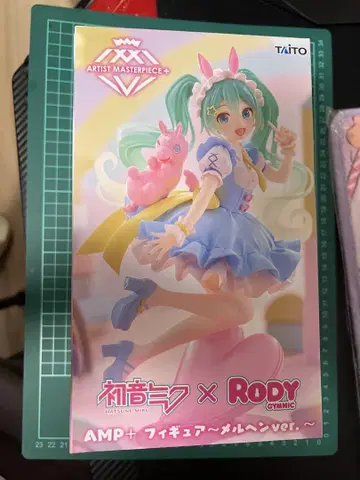 ARTIST MASTERPIECE+
TAITO
初音ミク × RODY
HATSUNE MIKU
GYMNIC
AMP+ フィギュア～メルヘンver.～